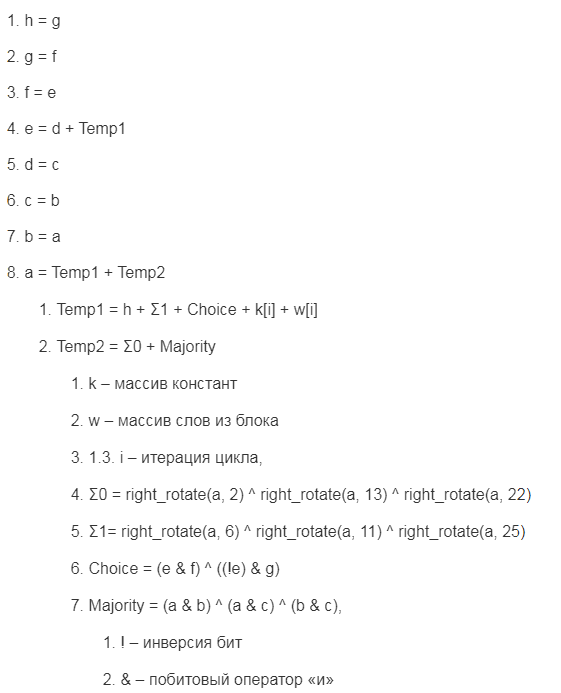 1. h = g
2. g = f
3. f = e
4. e = d + Temp1
5. d = c
6. c = b
7. b = a
8. a = Temp1 + Temp2
1. Temp1 = h + Σ1 + Choice + k[i] + w[i]
2. Temp2 = Σ0 + Majority
1. k – массив констант
2. w – массив слов из блока
3. 1.3. i – итерация цикла,
4. Σ0 = right_rotate(a, 2) ^ right_rotate(a, 13) ^ right_rotate(a, 22)
5. Σ1= right_rotate(a, 6) ^ right_rotate(a, 11) ^ right_rotate(a, 25)
6. Choice = (e & f) ^ ((!e) & g)
7. Majority = (a & b) ^ (a & c) ^ (b & c),
1. ! – инверсия бит
2. & – побитовый оператор «и»